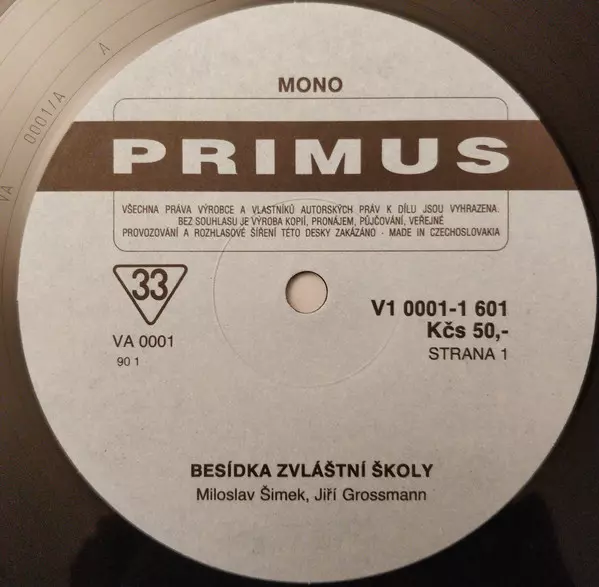 MONO
PRIMUS
VŠECHNA PRÁVA VÝROBCE A VLASTNÍKŮ AUTORSKÝCH PRÁV K DÍLU JSOU VYHRAZENA.
BEZ SOUHLASU JE VÝROBA KOPIÍ, PRONÁJEM, PŮJČOVÁNÍ, VEŘEJNÉ
PROVOZOVÁNÍ A ROZHLASOVÉ ŠÍŘENÍ TÉTO DESKY ZAKÁZÁNO · MADE IN CZECHOSLOVAKIA
33
VA 0001
90 1
V1 0001-1 601
Kčs 50,-
STRANA 1
BESÍDKA ZVLÁŠTNÍ ŠKOLY
Miloslav Šimek, Jiří Grossmann
VA 0001/A A